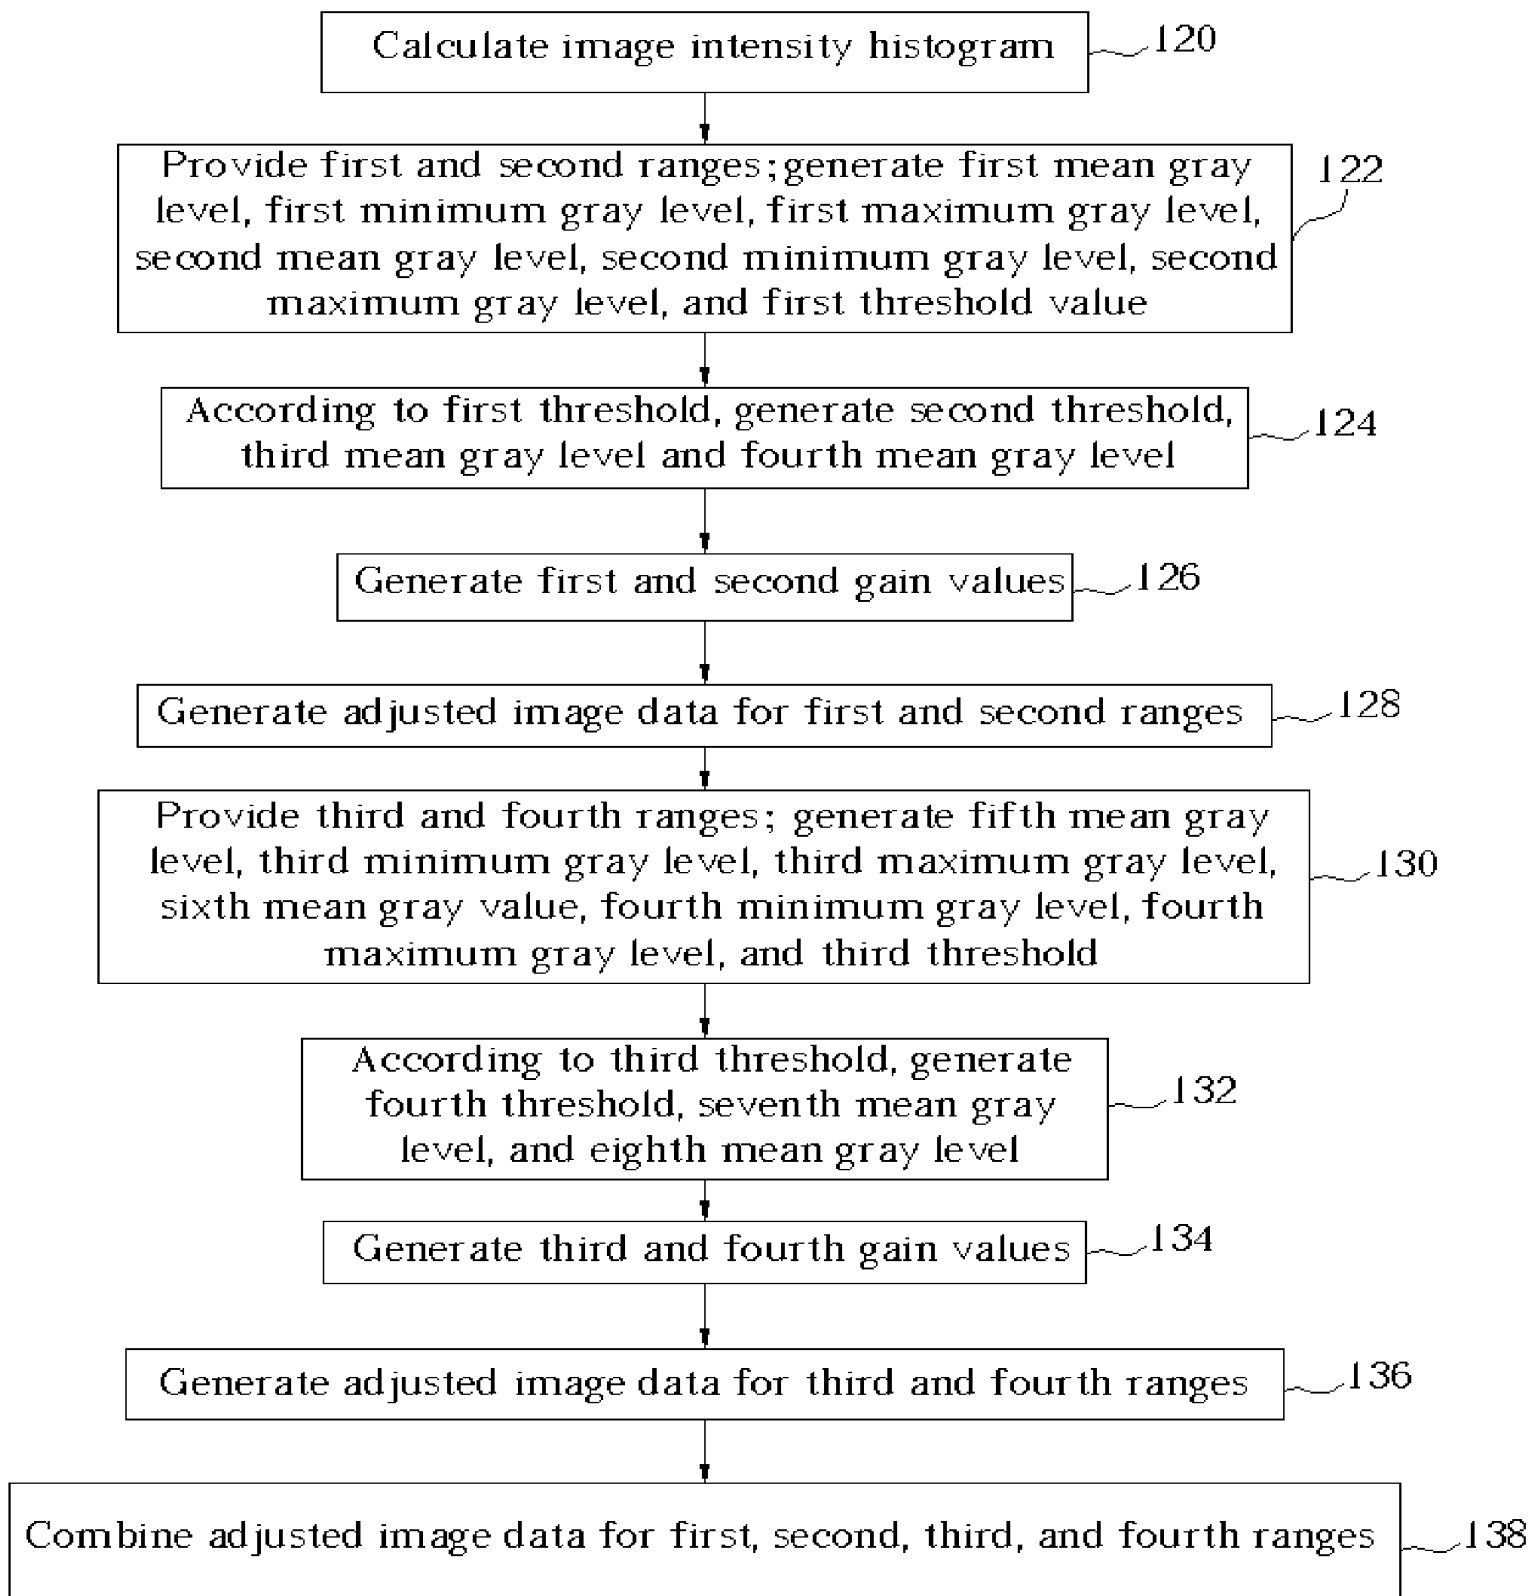 Calculate image intensity histogram
120
Provide first and second ranges;generate first mean gray
level, first minimum gray level, first maximum gray level,
second mean gray level, second minimum gray level, second
maximum gray level, and first threshold value
122
According to first threshold, generate second threshold,
third mean gray level and fourth mean gray level
124
Generate first and second gain values
126
Generate adjusted image data for first and second ranges
128
Provide third and fourth ranges; generate fifth mean gray
level, third minimum gray level, third maximum gray level,
sixth mean gray value, fourth minimum gray level, fourth
maximum gray level, and third threshold
130
According to third threshold, generate
fourth threshold, seventh mean gray
level, and eighth mean gray level
132
Generate third and fourth gain values
134
Generate adjusted image data for third and fourth ranges
136
Combine adjusted image data for first, second, third, and fourth ranges
138